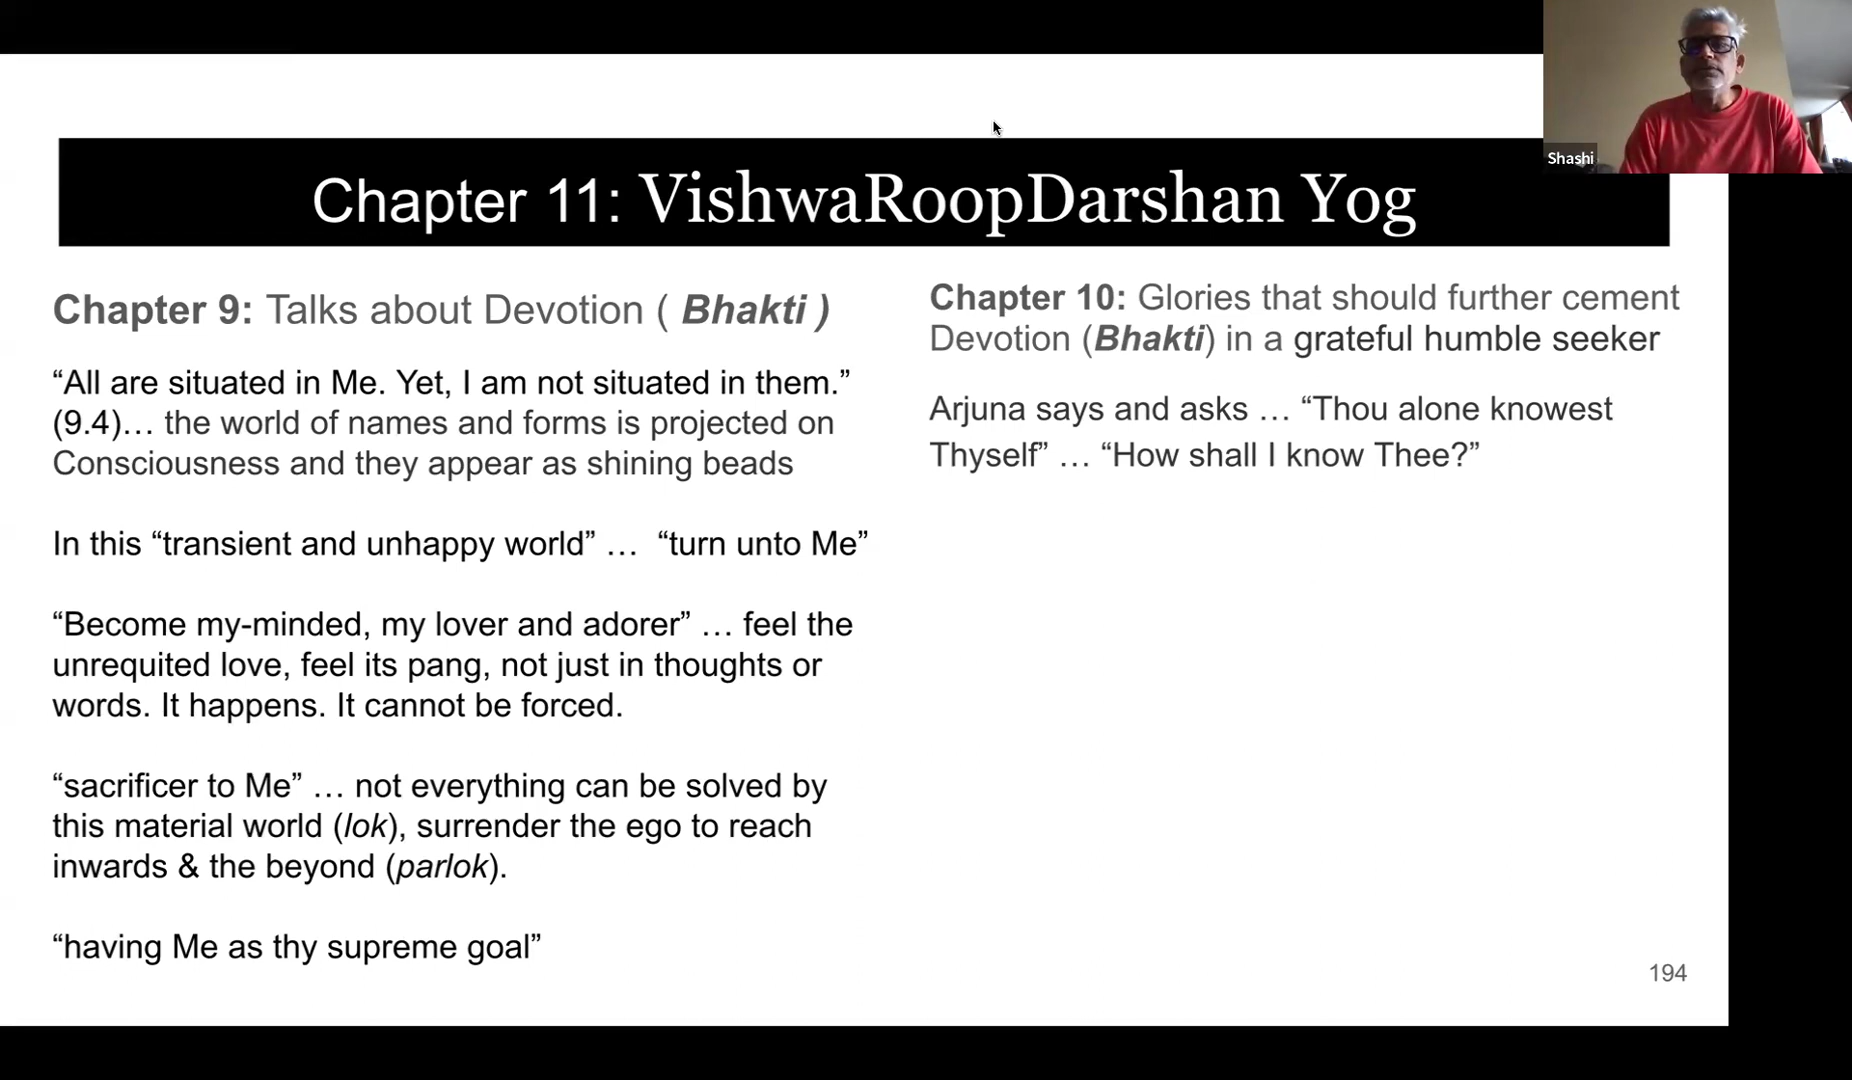 Shashi
Chapter 11: VishwaRoopDarshan Yog
Chapter 9: Talks about Devotion ( Bhakti )
“All are situated in Me. Yet, I am not situated in them.”
(9.4)… the world of names and forms is projected on
Consciousness and they appear as shining beads
In this “transient and unhappy world” … “turn unto Me”
“Become my-minded, my lover and adorer” … feel the
unrequited love, feel its pang, not just in thoughts or
words. It happens. It cannot be forced.
“sacrificer to Me” … not everything can be solved by
this material world (lok), surrender the ego to reach
inwards & the beyond (parlok).
“having Me as thy supreme goal”
Chapter 10: Glories that should further cement
Devotion (Bhakti) in a grateful humble seeker
Arjuna says and asks … “Thou alone knowest
Thyself” … “How shall I know Thee?”
194